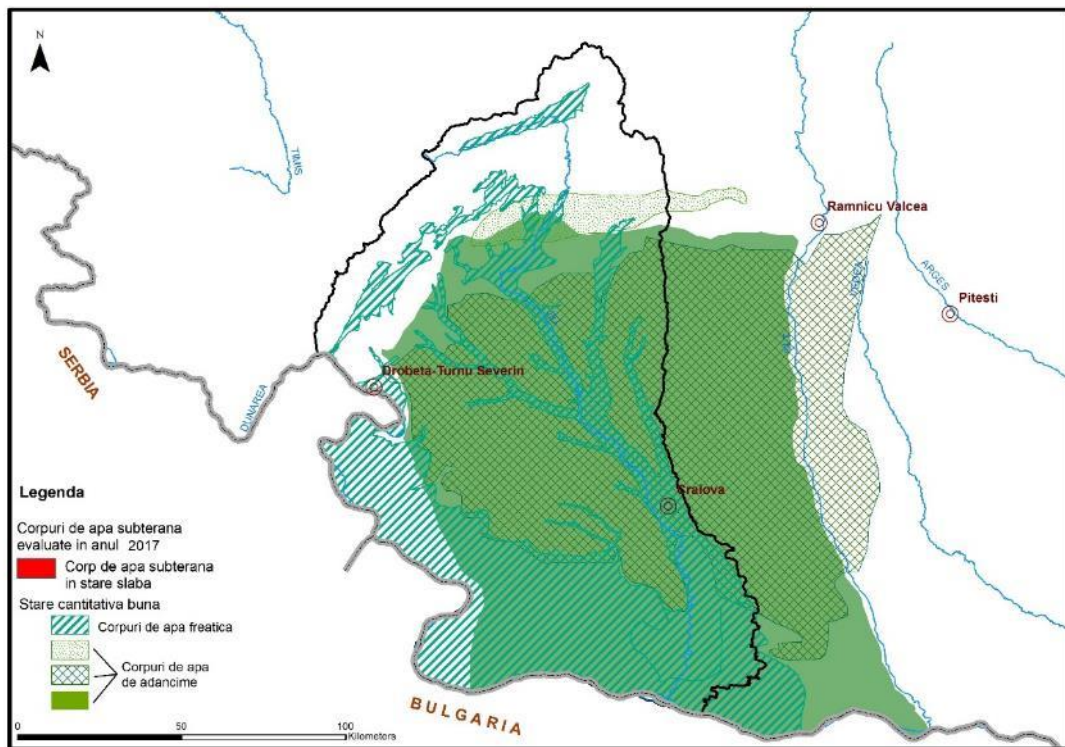 N
TIMIS
Ramnicu Valcea
VEDEA
ARGES
Pitesti
SERBIA
DUNAREA
Drobeta-Turnu Severin
Craiova
Legenda
Corpuri de apa subterana
evaluate in anul 2017
Corp de apa subterana
in stare slaba
Stare cantitativa buna
Corpuri de apa freatica
Corpuri de apa
de adancime
BULGARIA
0 50 100
Kilometers